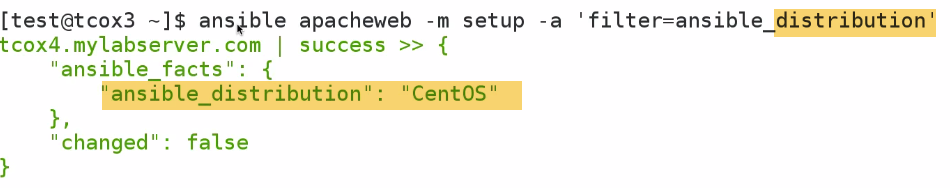 [test@tcox3 ~]$ ansible apacheweb -m setup -a 'filter=ansible_distribution'
tcox4.mylabserver.com | success >> {
    "ansible_facts": {
        "ansible_distribution": "CentOS"
    },
    "changed": false
}